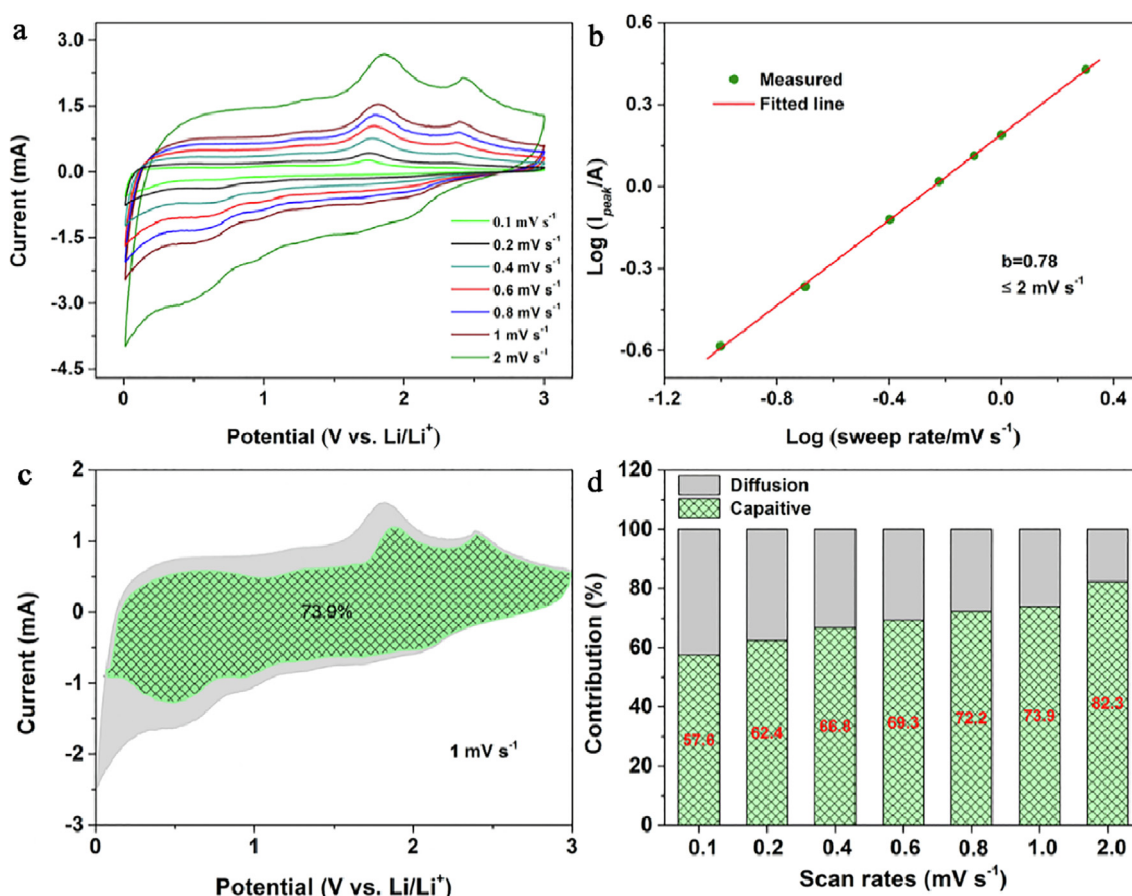 a
3.0
1.5
0.0
-1.5
-3.0
-4.5
Current (mA)
0.1 mV s⁻¹
0.2 mV s⁻¹
0.4 mV s⁻¹
0.6 mV s⁻¹
0.8 mV s⁻¹
1 mV s⁻¹
2 mV s⁻¹
0 1 2 3
Potential (V vs. Li/Li⁺)
b
0.6
0.3
0.0
-0.3
-0.6
Log (I_peak/A)
Measured
Fitted line
b=0.78
≤ 2 mV s⁻¹
-1.2 -0.8 -0.4 0.0 0.4
Log (sweep rate/mV s⁻¹)
c
2
1
0
-1
-2
-3
Current (mA)
73.9%
1 mV s⁻¹
0 1 2 3
Potential (V vs. Li/Li⁺)
d
120
100
80
60
40
20
0
Contribution (%)
Diffusion
Capaitive
62.4 66.8 69.3 72.2 73.9 82.3
0.1 0.2 0.4 0.6 0.8 1.0 2.0
Scan rates (mV s⁻¹)